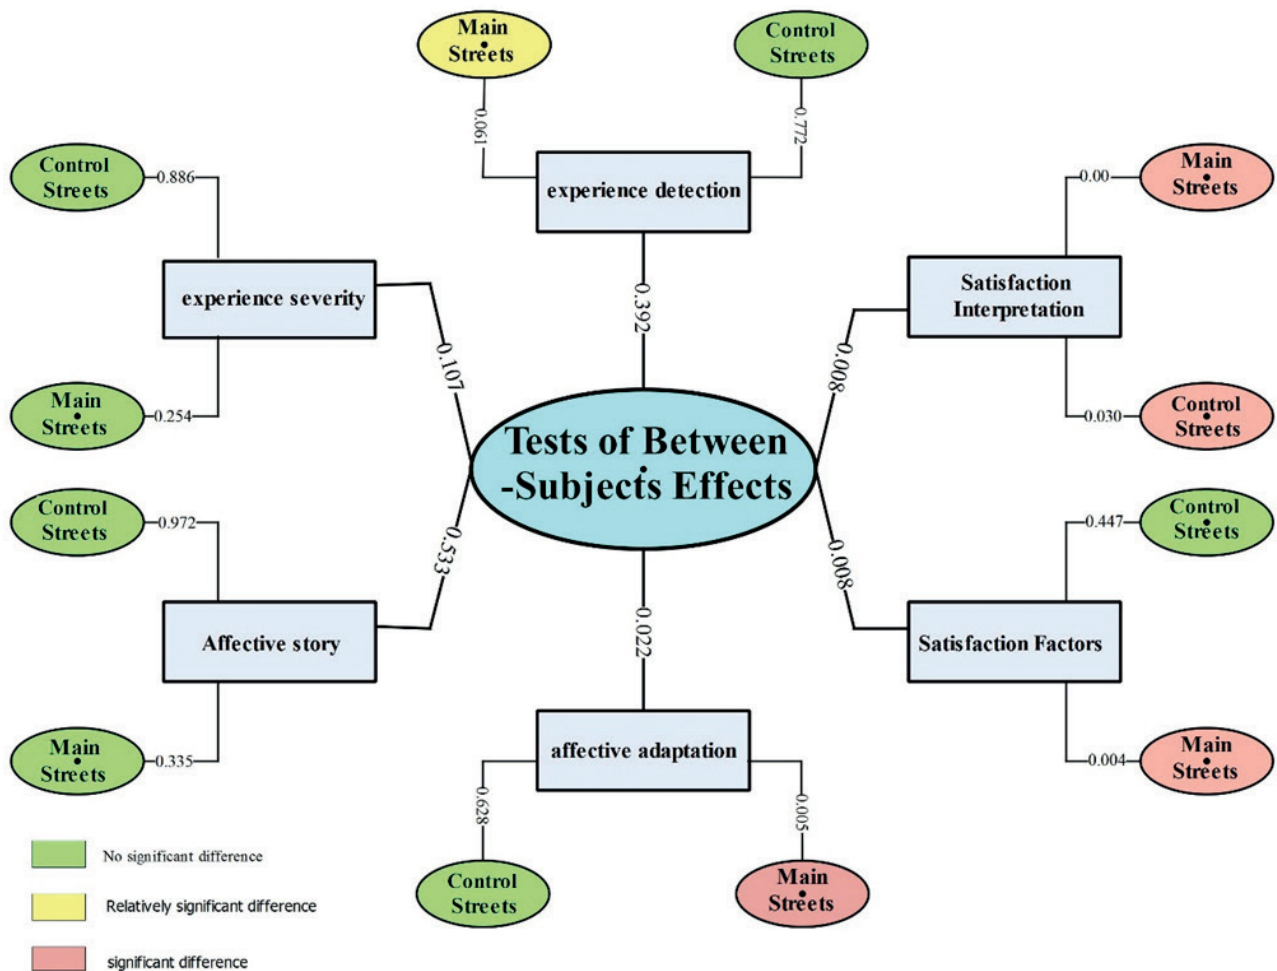 Main
Streets
Control
Streets
0.061
0.772
experience detection
0.392
Control
Streets
0.886
experience severity
0.107
Main
Streets
0.254
Main
Streets
0.00
Satisfaction
Interpretation
0.008
Control
Streets
0.030
Tests of Between
-Subjects Effects
Control
Streets
0.972
Affective story
0.533
Main
Streets
0.335
Control
Streets
0.447
Satisfaction Factors
0.008
Main
Streets
0.004
0.022
affective adaptation
0.628
0.005
Control
Streets
Main
Streets
No significant difference
Relatively significant difference
significant difference